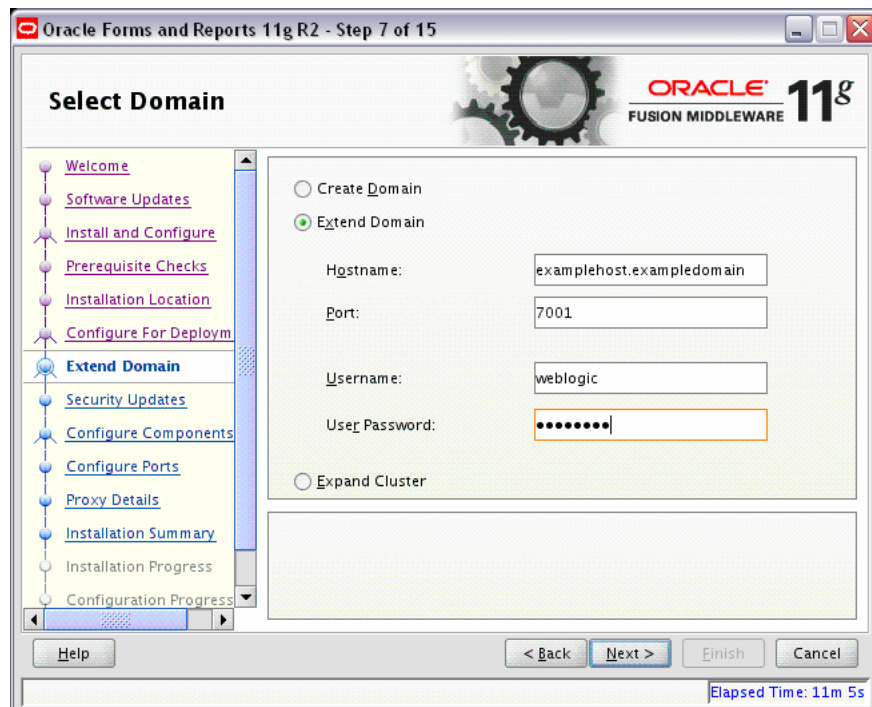 Oracle Forms and Reports 11g R2 - Step 7 of 15
Select Domain
ORACLE
FUSION MIDDLEWARE 11g
Welcome
Software Updates
Install and Configure
Prerequisite Checks
Installation Location
Configure For Deploym
Extend Domain
Security Updates
Configure Components
Configure Ports
Proxy Details
Installation Summary
Installation Progress
Configuration Progress
Create Domain
Extend Domain
Hostname: examplehost.exampledomain
Port: 7001
Username: weblogic
User Password: ••••••••
Expand Cluster
Help
< Back
Next >
Finish
Cancel
Elapsed Time: 11m 5s